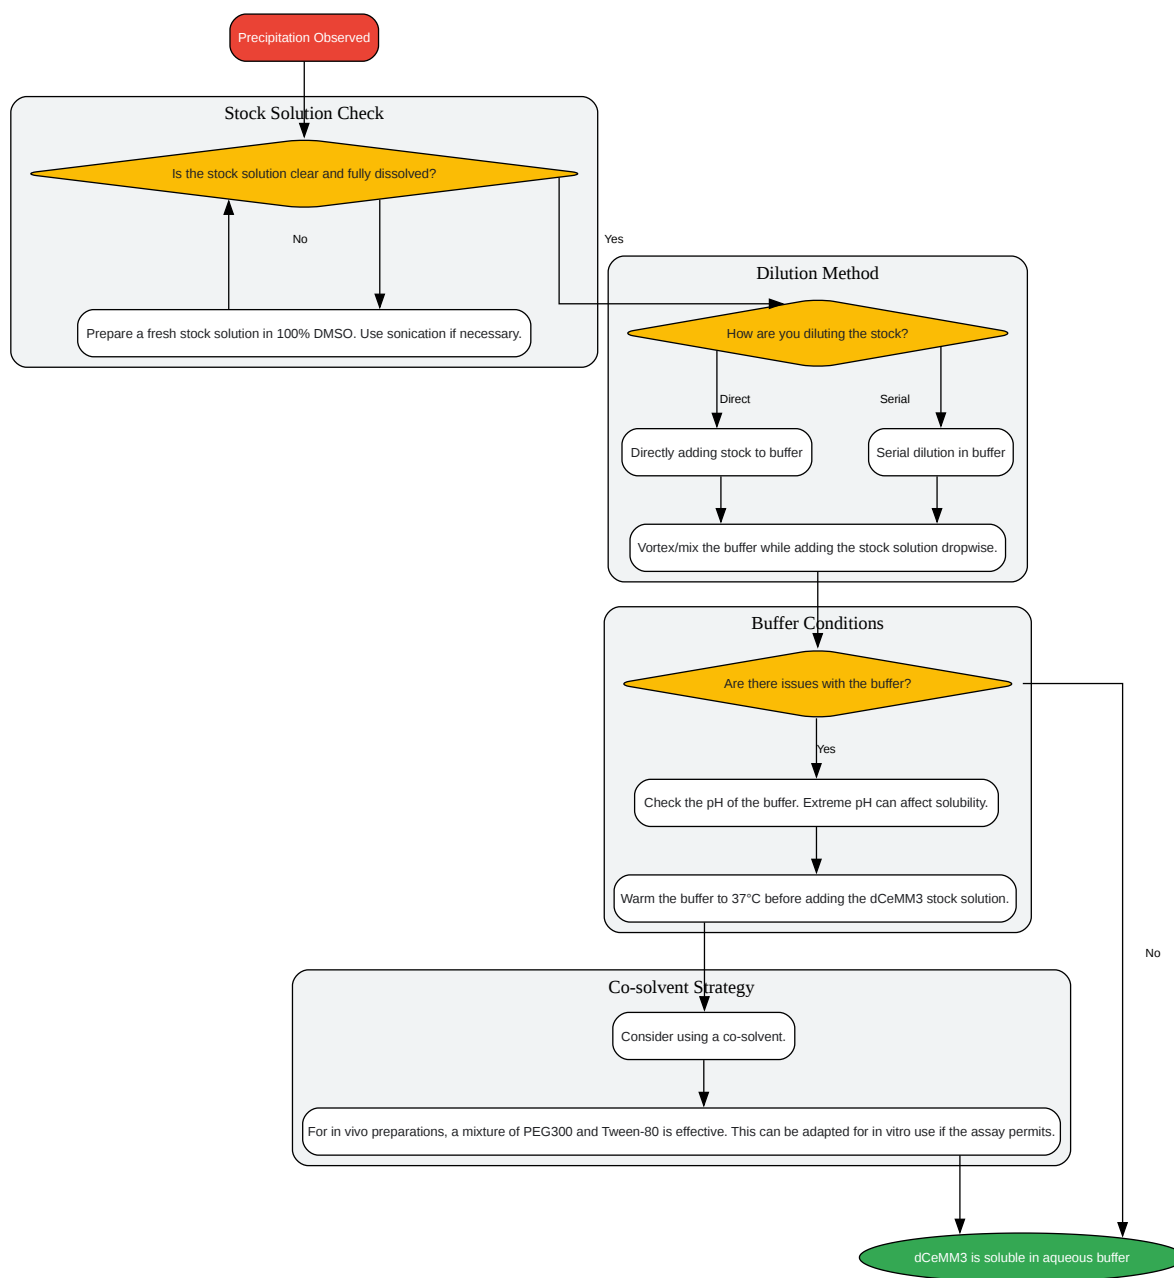 Precipitation Observed
Stock Solution Check
Is the stock solution clear and fully dissolved?
No
Yes
Prepare a fresh stock solution in 100% DMSO. Use sonication if necessary.
Dilution Method
How are you diluting the stock?
Direct
Serial
Directly adding stock to buffer
Serial dilution in buffer
Vortex/mix the buffer while adding the stock solution dropwise.
Buffer Conditions
Are there issues with the buffer?
Yes
Check the pH of the buffer. Extreme pH can affect solubility.
Warm the buffer to 37°C before adding the dCeMM3 stock solution.
No
Co-solvent Strategy
Consider using a co-solvent.
For in vivo preparations, a mixture of PEG300 and Tween-80 is effective. This can be adapted for in vitro use if the assay permits.
dCeMM3 is soluble in aqueous buffer